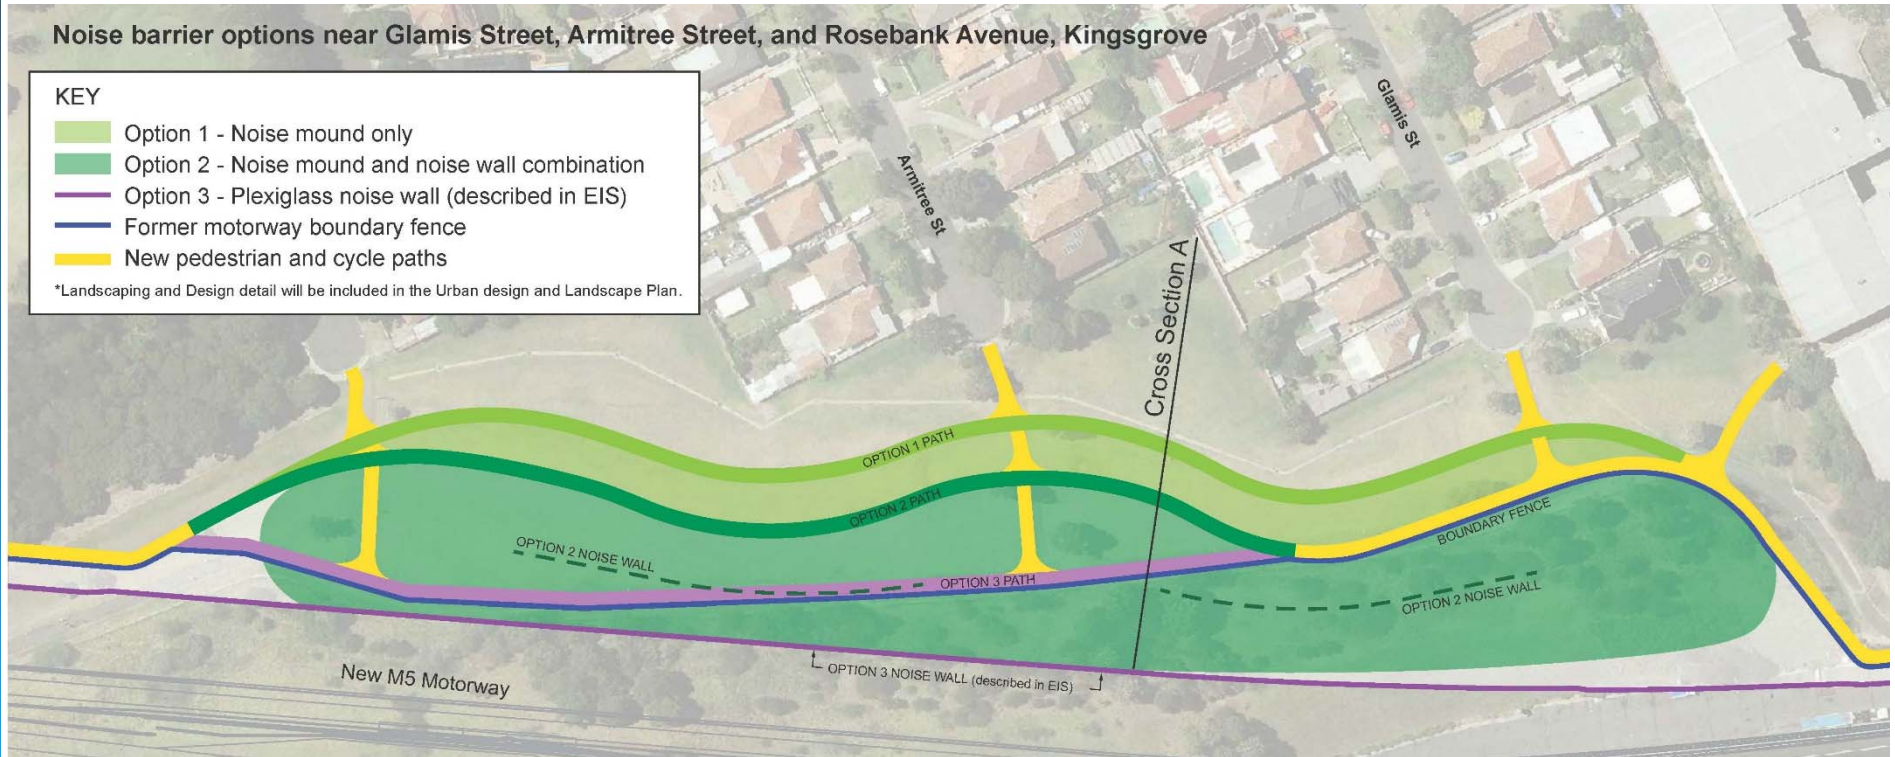 Noise barrier options near Glamis Street, Armitree Street, and Rosebank Avenue, Kingsgrove
KEY
Option 1 - Noise mound only
Option 2 - Noise mound and noise wall combination
Option 3 - Plexiglass noise wall (described in EIS)
Former motorway boundary fence
New pedestrian and cycle paths
*Landscaping and Design detail will be included in the Urban design and Landscape Plan.
Armitree St
Glamis St
Cross Section A
OPTION 1 PATH
OPTION 2 PATH
BOUNDARY FENCE
OPTION 2 NOISE WALL
OPTION 3 PATH
OPTION 2 NOISE WALL
OPTION 3 NOISE WALL (described in EIS)
New M5 Motorway